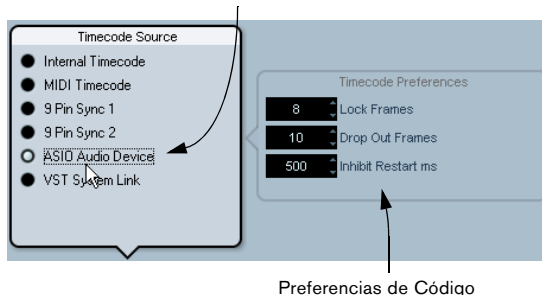 Timecode Source
Internal Timecode
MIDI Timecode
9 Pin Sync 1
9 Pin Sync 2
ASIO Audio Device
VST System Link
Timecode Preferences
8 Lock Frames
10 Drop Out Frames
500 Inhibit Restart ms
Preferencias de Código